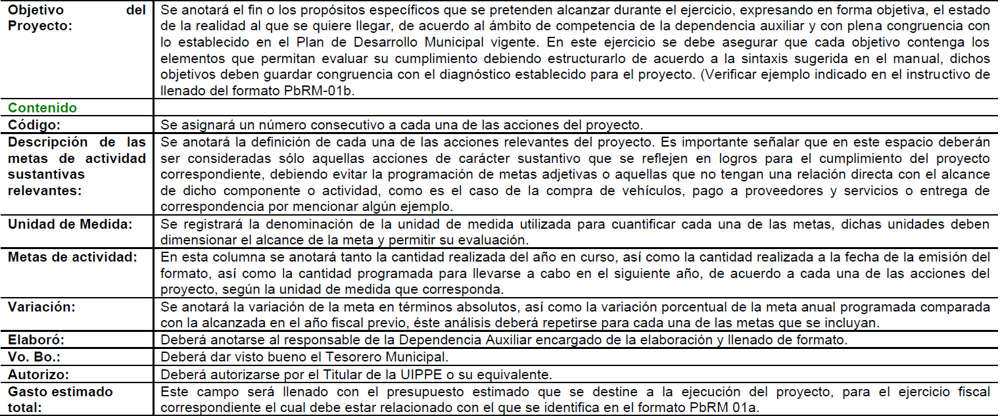 Objetivo del
Proyecto:
Se anotará el fin o los propósitos específicos que se pretenden alcanzar durante el ejercicio, expresando en forma objetiva, el estado
de la realidad al que se quiere llegar, de acuerdo al ámbito de competencia de la dependencia auxiliar y con plena congruencia con
lo establecido en el Plan de Desarrollo Municipal vigente. En este ejercicio se debe asegurar que cada objetivo contenga los
elementos que permitan evaluar su cumplimiento debiendo estructurarlo de acuerdo a la sintaxis sugerida en el manual, dichos
objetivos deben guardar congruencia con el diagnóstico establecido para el proyecto. (Verificar ejemplo indicado en el instructivo de
llenado del formato PbRM-01b.
Contenido
Código:
Se asignará un número consecutivo a cada una de las acciones del proyecto.
Descripción de las
metas de actividad
sustantivas
relevantes:
Se anotará la definición de cada una de las acciones relevantes del proyecto. Es importante señalar que en este espacio deberán
ser consideradas sólo aquellas acciones de carácter sustantivo que se reflejen en logros para el cumplimiento del proyecto
correspondiente, debiendo evitar la programación de metas adjetivas o aquellas que no tengan una relación directa con el alcance
de dicho componente o actividad, como es el caso de la compra de vehículos, pago a proveedores y servicios o entrega de
correspondencia por mencionar algún ejemplo.
Unidad de Medida:
Se registrará la denominación de la unidad de medida utilizada para cuantificar cada una de las metas, dichas unidades deben
dimensionar el alcance de la meta y permitir su evaluación.
Metas de actividad:
En esta columna se anotará tanto la cantidad realizada del año en curso, así como la cantidad realizada a la fecha de la emisión del
formato, así como la cantidad programada para llevarse a cabo en el siguiente año, de acuerdo a cada una de las acciones del
proyecto, según la unidad de medida que corresponda.
Variación:
Se anotará la variación de la meta en términos absolutos, así como la variación porcentual de la meta anual programada comparada
con la alcanzada en el año fiscal previo, éste análisis deberá repetirse para cada una de las metas que se incluyan.
Elaboró:
Deberá anotarse al responsable de la Dependencia Auxiliar encargado de la elaboración y llenado de formato.
Vo. Bo.:
Deberá dar visto bueno el Tesorero Municipal.
Autorizo:
Deberá autorizarse por el Titular de la UIPPE o su equivalente.
Gasto estimado
total:
Este campo será llenado con el presupuesto estimado que se destine a la ejecución del proyecto, para el ejercicio fiscal
correspondiente el cual debe estar relacionado con el que se identifica en el formato PbRM 01a.